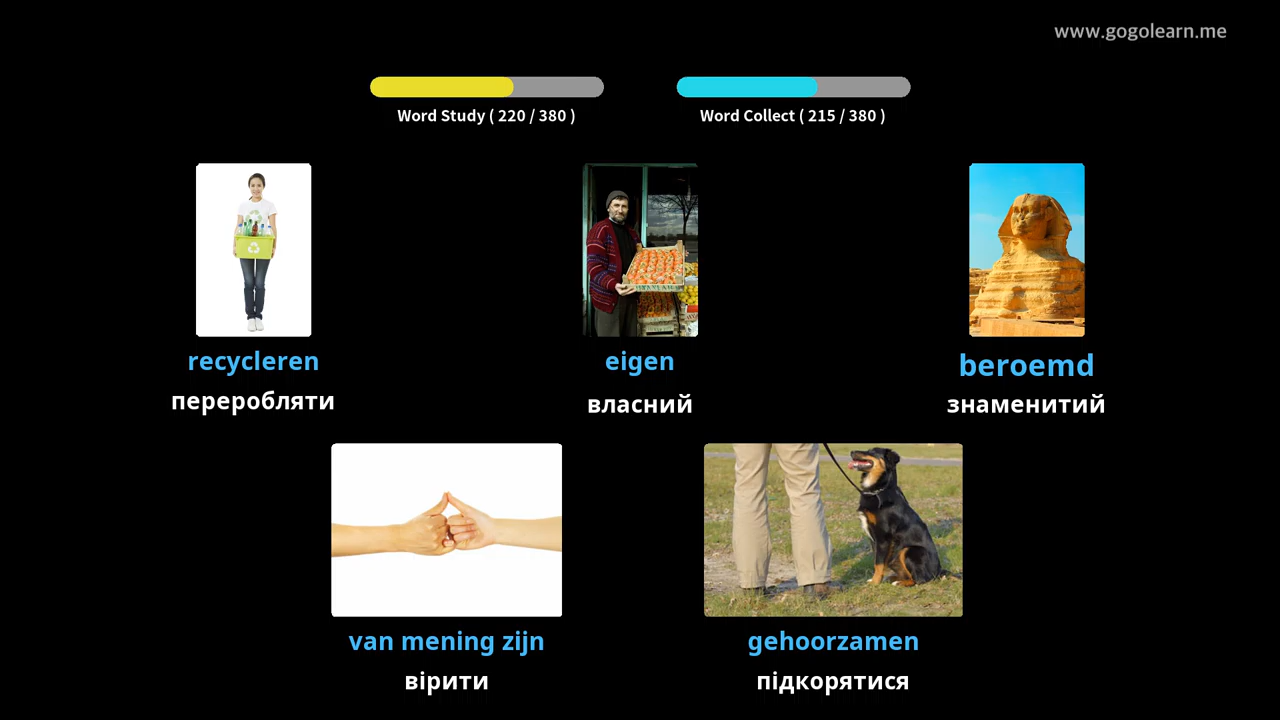 www.gogolearn.me
Word Study ( 220 / 380 )
Word Collect ( 215 / 380 )
recycleren
переробляти
eigen
власний
beroemd
знаменитий
van mening zijn
вірити
gehoorzamen
підкорятися